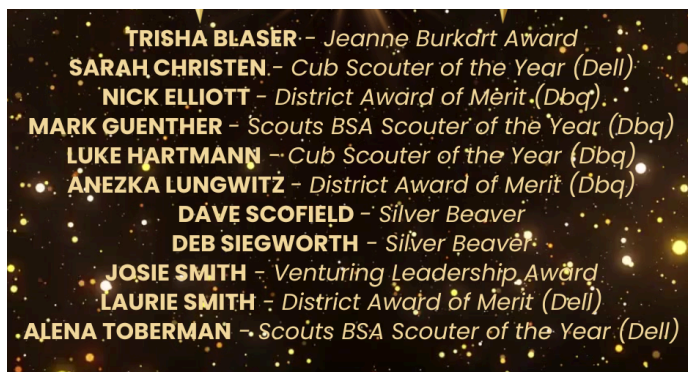 TRISHA BLASER - Jeanne Burkart Award
SARAH CHRISTEN - Cub Scouter of the Year (Dell)
NICK ELLIOTT - District Award of Merit (Dbq)
MARK GUENTHER - Scouts BSA Scouter of the Year (Dbq)
LUKE HARTMANN - Cub Scouter of the Year (Dbq)
ANEZKA LUNGWITZ - District Award of Merit (Dbq)
DAVE SCOFIELD - Silver Beaver
DEB SIEGWORTH - Silver Beaver
JOSIE SMITH - Venturing Leadership Award
LAURIE SMITH - District Award of Merit (Dell)
ALENA TOBERMAN - Scouts BSA Scouter of the Year (Dell)